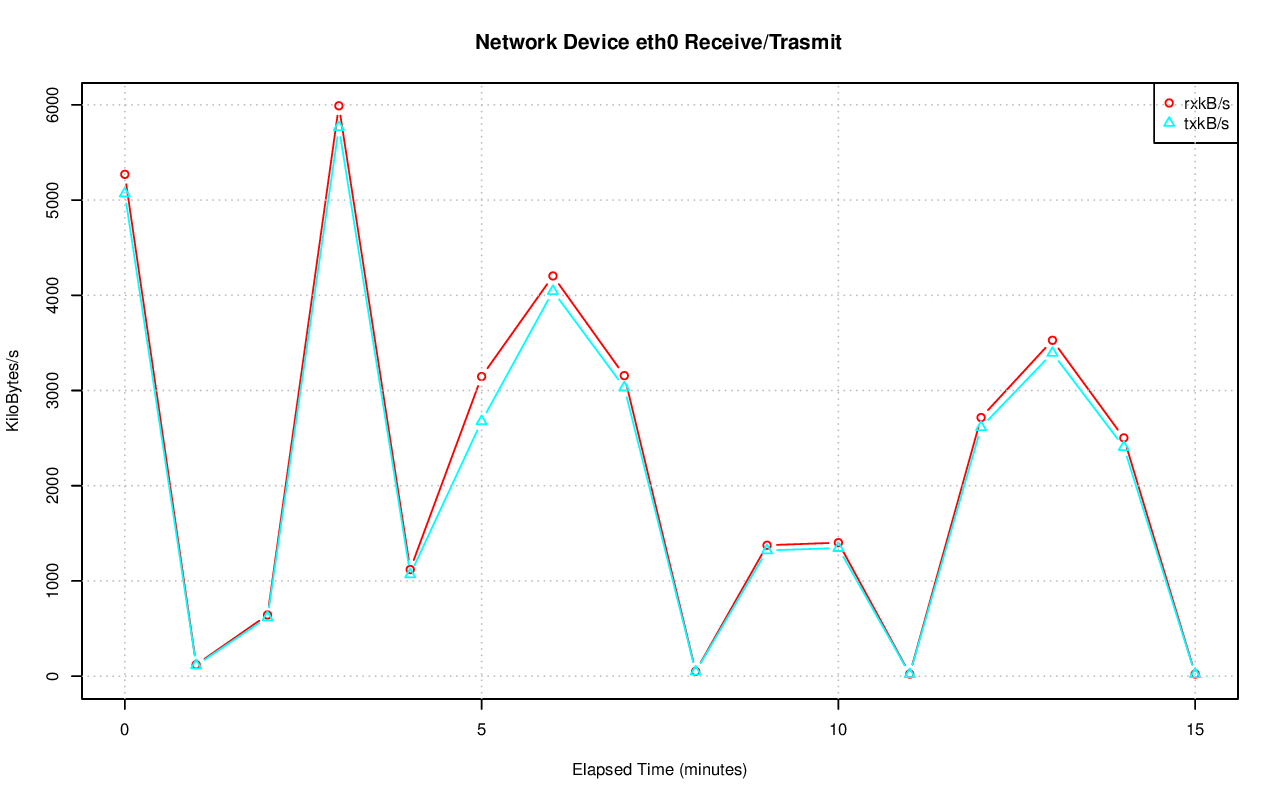 Network Device eth0 Receive/Trasmit
rxkB/s
txkB/s
KiloBytes/s
6000
5000
4000
3000
2000
1000
0
0 5 10 15
Elapsed Time (minutes)